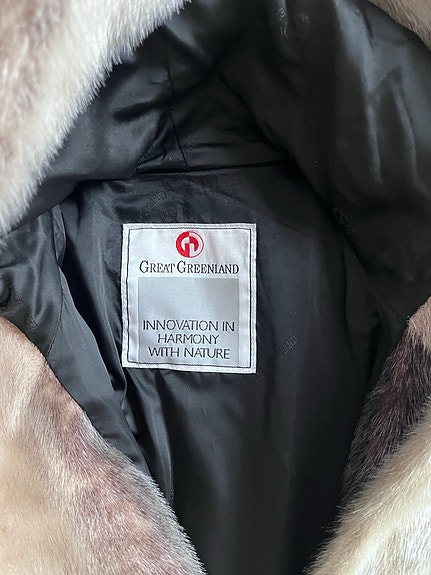 GREAT GREENLAND
INNOVATION IN
HARMONY
WITH NATURE